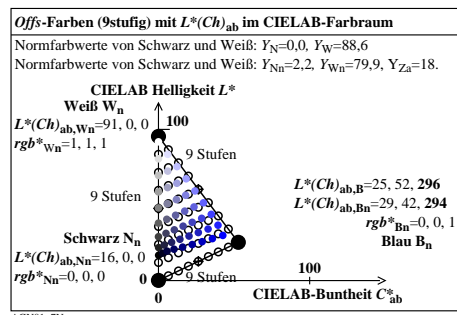 Offs-Farben (9stufig) mit L*(Ch)ab im CIELAB-Farbraum
Normfarbwerte von Schwarz und Weiß: YN=0,0, YW=88,6
Normfarbwerte von Schwarz und Weiß: YNn=2,2, YWn=79,9, YZa=18.
CIELAB Helligkeit L*
Weiß Wn
L*(Ch)ab,Wn=91, 0, 0
rgb*Wn=1, 1, 1
100
9 Stufen
9 Stufen
L*(Ch)ab,B=25, 52, 296
L*(Ch)ab,Bn=29, 42, 294
rgb*Bn=0, 0, 1
Blau Bn
Schwarz Nn
L*(Ch)ab,Nn=16, 0, 0
rgb*Nn=0, 0, 0
0
9 Stufen
100
0
CIELAB-Buntheit C*ab